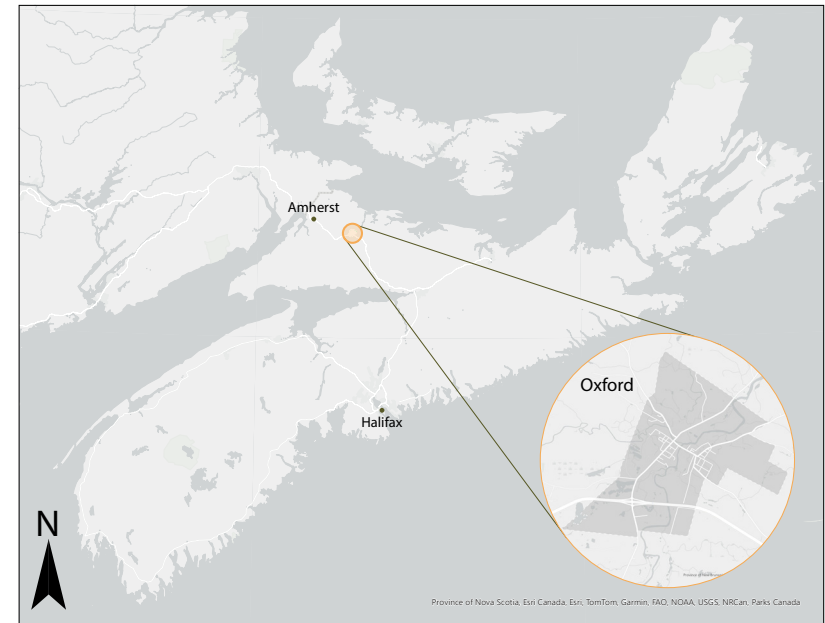 Amherst
Oxford
Halifax
N
Province of Nova Scotia, Esri Canada, Esri, TomTom, Garmin, FAO, NOAA, USGS, NRCan, Parks Canada